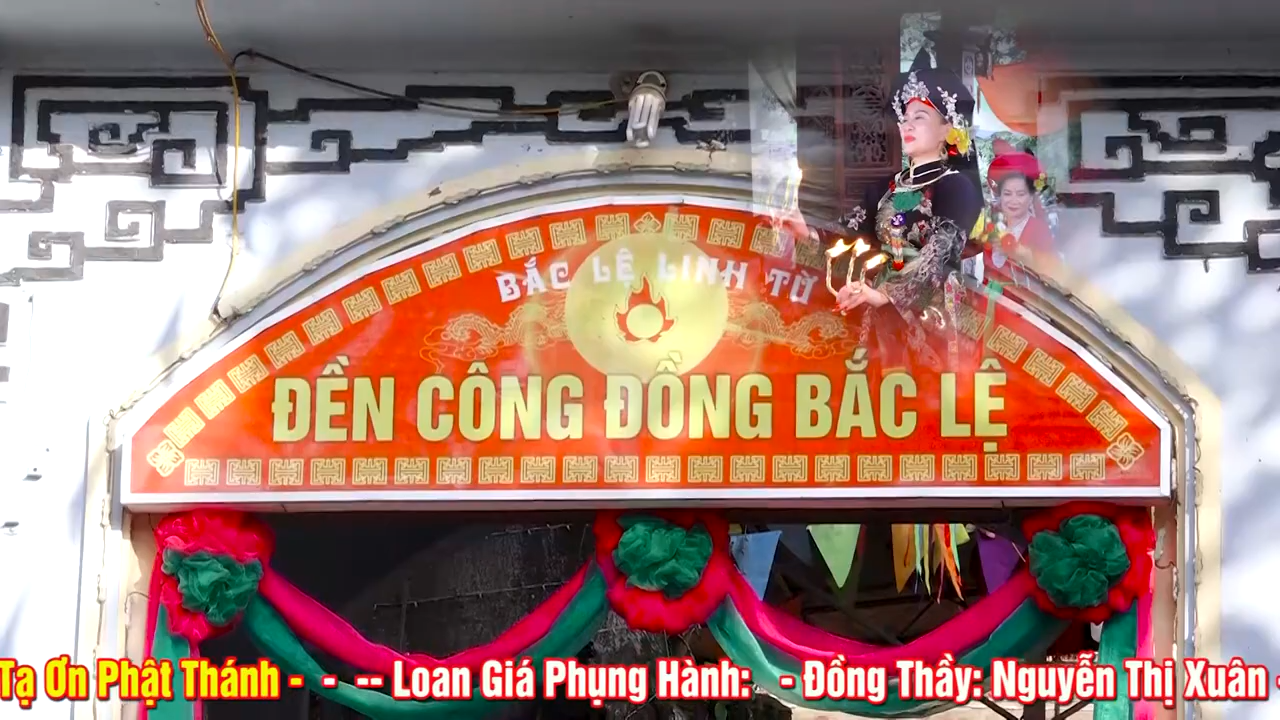 BẮC LỆ LINH TỪ
ĐỀN CÔNG ĐỒNG BẮC LỆ
Tạ Ơn Phật Thánh - - -- Loan Giá Phụng Hành: - Đồng Thầy: Nguyễn Thị Xuân -